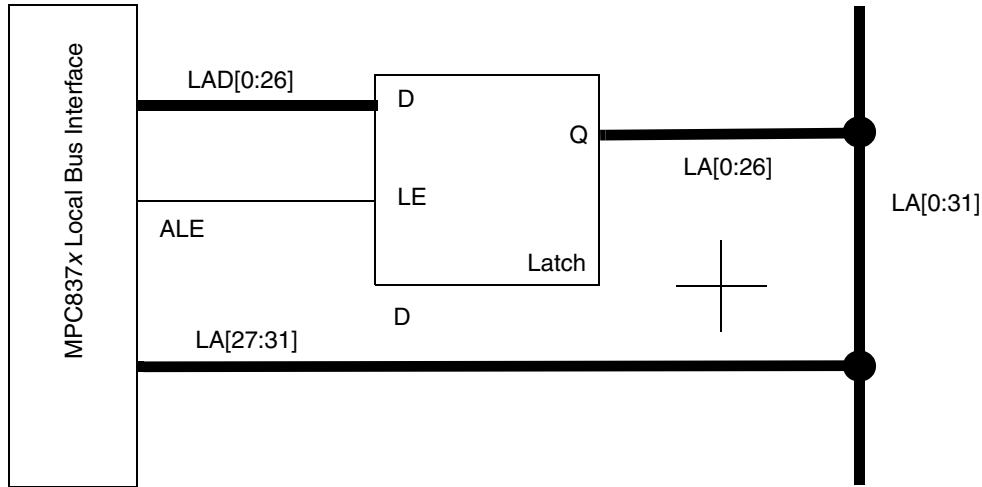 MPC837x Local Bus Interface
LAD[0:26]
D
Q
LA[0:26]
LE
LA[0:31]
ALE
Latch
D
LA[27:31]